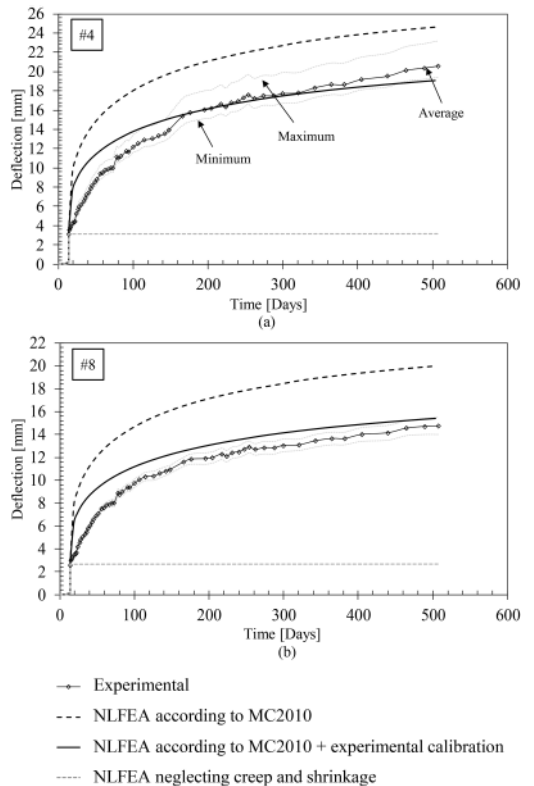 #4
Deflection [mm]
26
24
22
20
18
16
14
12
10
8
6
4
2
0
Average
Maximum
Minimum
0 100 200 300 400 500 600
Time [Days]
(a)
#8
Deflection [mm]
22
20
18
16
14
12
10
8
6
4
2
0
0 100 200 300 400 500 600
Time [Days]
(b)
Experimental
NLFEA according to MC2010
NLFEA according to MC2010 + experimental calibration
NLFEA neglecting creep and shrinkage